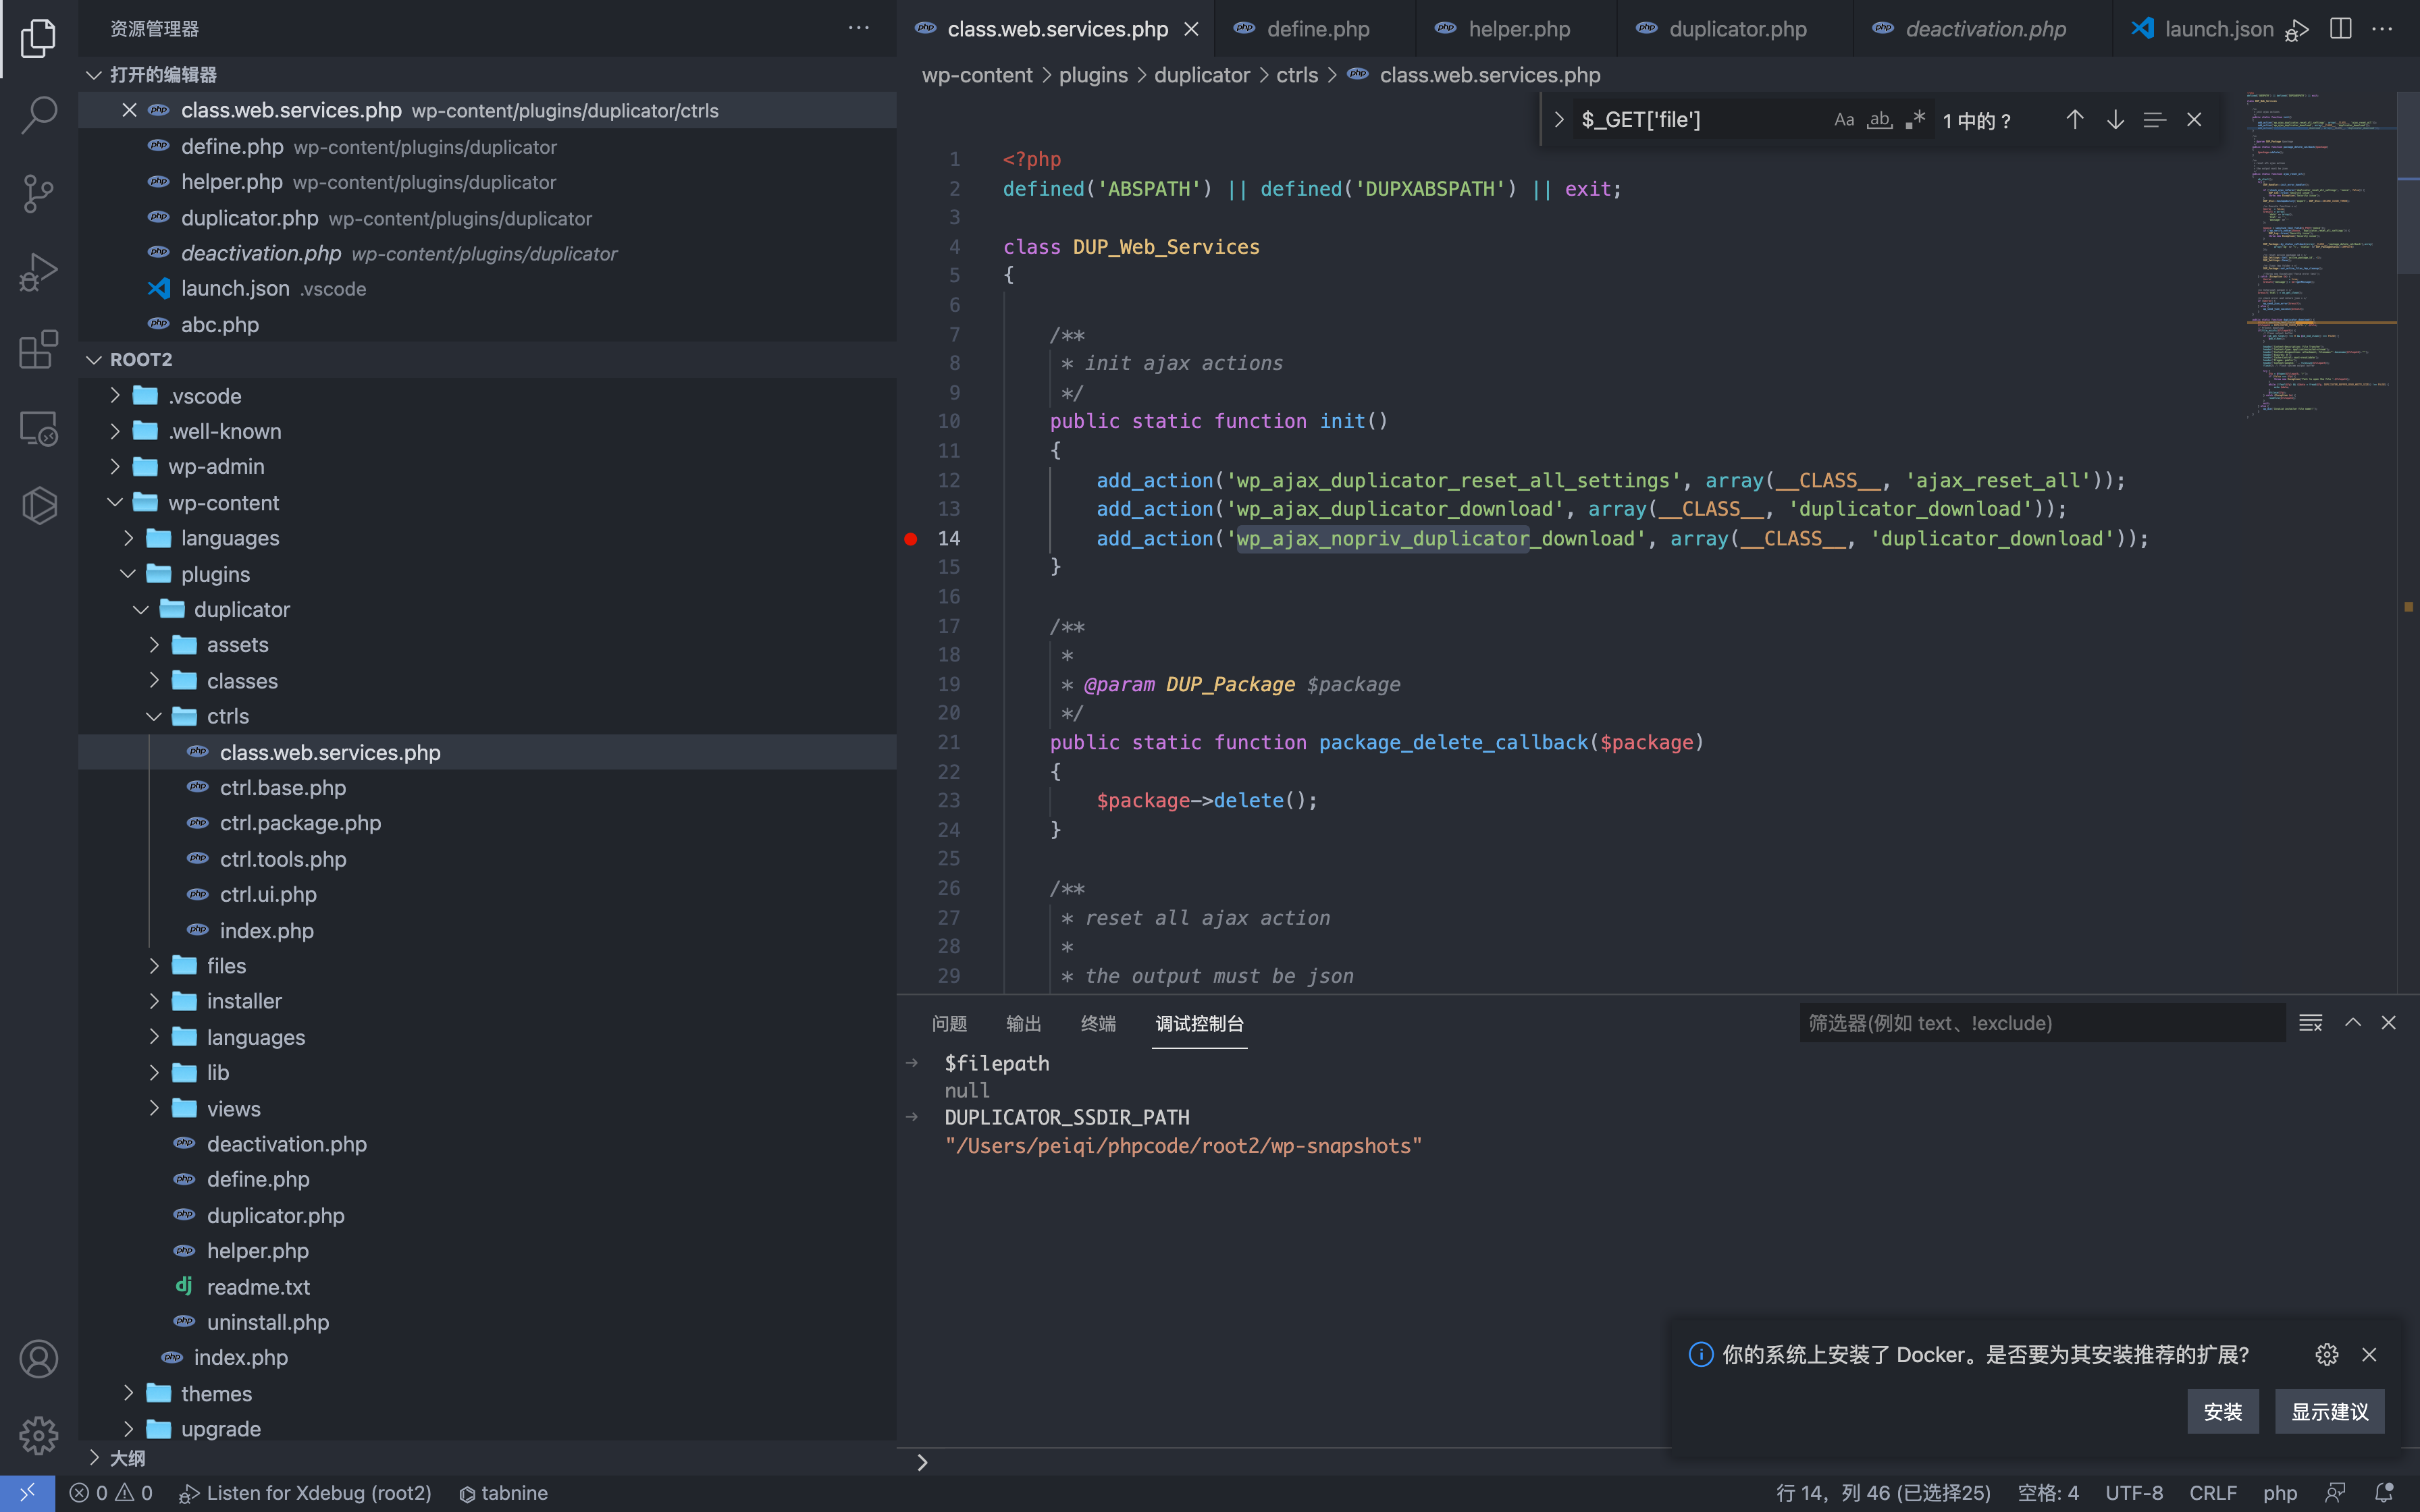 资源管理器
打开的编辑器
class.web.services.php wp-content/plugins/duplicator/ctrls
define.php wp-content/plugins/duplicator
helper.php wp-content/plugins/duplicator
duplicator.php wp-content/plugins/duplicator
deactivation.php wp-content/plugins/duplicator
launch.json .vscode
abc.php
ROOT2
.vscode
.well-known
wp-admin
wp-content
languages
plugins
duplicator
assets
classes
ctrls
class.web.services.php
ctrl.base.php
ctrl.package.php
ctrl.tools.php
ctrl.ui.php
index.php
files
installer
languages
lib
views
deactivation.php
define.php
duplicator.php
helper.php
readme.txt
uninstall.php
index.php
themes
upgrade
大纲
class.web.services.php define.php helper.php duplicator.php deactivation.php launch.json
wp-content > plugins > duplicator > ctrls > class.web.services.php
$_GET['file'] Aa ab .* 1 中的 ?
1 <?php
2 defined('ABSPATH') || defined('DUPXABSPATH') || exit;
3
4 class DUP_Web_Services
5 {
6
7 /**
8 * init ajax actions
9 */
10 public static function init()
11 {
12 add_action('wp_ajax_duplicator_reset_all_settings', array(__CLASS__, 'ajax_reset_all'));
13 add_action('wp_ajax_duplicator_download', array(__CLASS__, 'duplicator_download'));
14 add_action('wp_ajax_nopriv_duplicator_download', array(__CLASS__, 'duplicator_download'));
15 }
16
17 /**
18 *
19 * @param DUP_Package $package
20 */
21 public static function package_delete_callback($package)
22 {
23 $package->delete();
24 }
25
26 /**
27 * reset all ajax action
28 *
29 * the output must be json
问题 输出 终端 调试控制台
筛选器(例如 text、!exclude)
$filepath
null
DUPLICATOR_SSDIR_PATH
"/Users/peiqi/phpcode/root2/wp-snapshots"
你的系统上安装了 Docker。是否要为其安装推荐的扩展?
安装 显示建议
0 0 Listen for Xdebug (root2) tabnine
行 14，列 46 (已选择25) 空格: 4 UTF-8 CRLF php